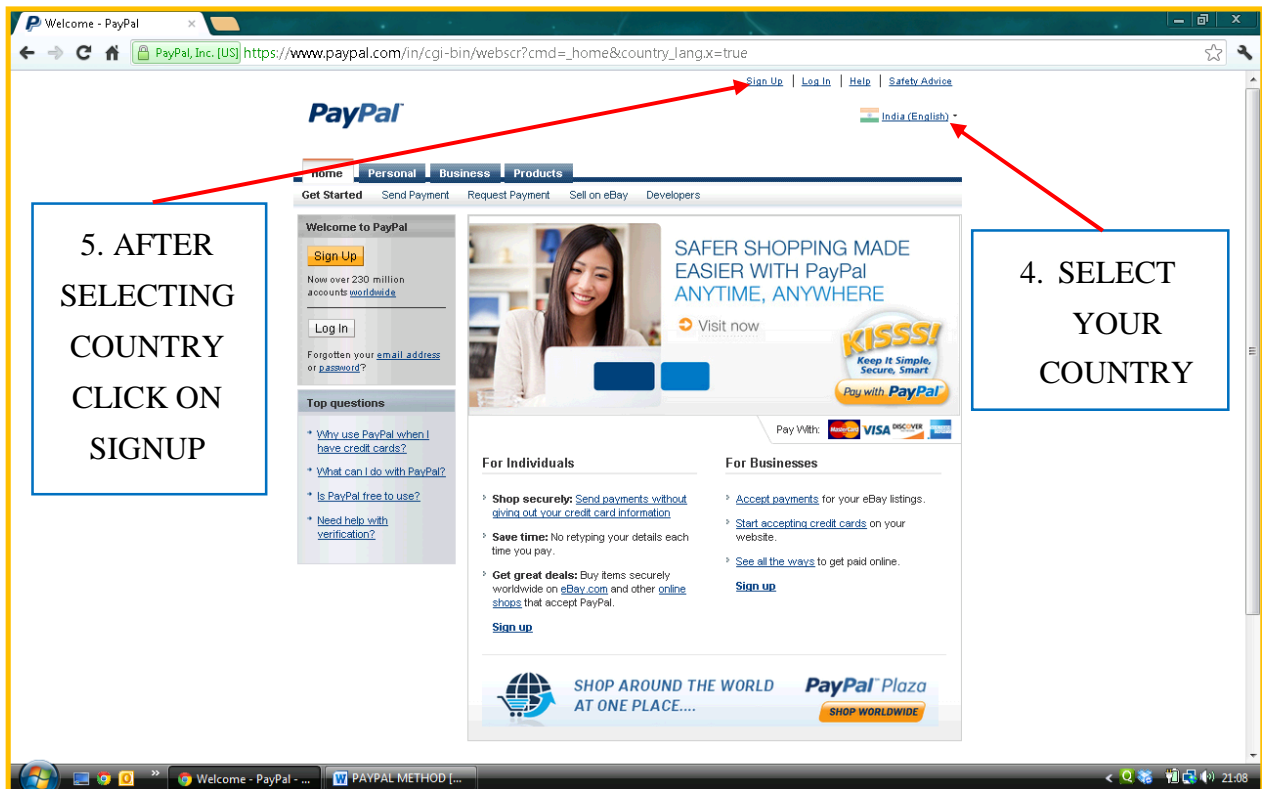 Welcome - PayPal
PayPal, Inc. [US] https://www.paypal.com/in/cgi-bin/webscr?cmd=_home&country_lang.x=true
Sign Up | Log In | Help | Safety Advice
PayPal
India (English)
Home Personal Business Products
Get Started Send Payment Request Payment Sell on eBay Developers
5. AFTER
SELECTING
COUNTRY
CLICK ON
SIGNUP
Welcome to PayPal
Sign Up
Now over 230 million
accounts worldwide
Log In
Forgotten your email address
or password?
Top questions
Why use PayPal when I
have credit cards?
What can I do with PayPal?
Is PayPal free to use?
Need help with
verification?
SAFER SHOPPING MADE
EASIER WITH PayPal
ANYTIME, ANYWHERE
Visit now
KISSS!
Keep It Simple,
Secure, Smart
Pay with PayPal
4. SELECT
YOUR
COUNTRY
Pay With: MasterCard VISA DISCOVER
For Individuals
Shop securely: Send payments without
giving out your credit card information
Save time: No retyping your details each
time you pay.
Get great deals: Buy items securely
worldwide on eBay.com and other online
shops that accept PayPal.
Sign up
For Businesses
Accept payments for your eBay listings.
Start accepting credit cards on your
website.
See all the ways to get paid online.
Sign up
SHOP AROUND THE WORLD
AT ONE PLACE....
PayPal Plaza
SHOP WORLDWIDE
Welcome - PayPal - ...
PAYPAL METHOD [...
21:08